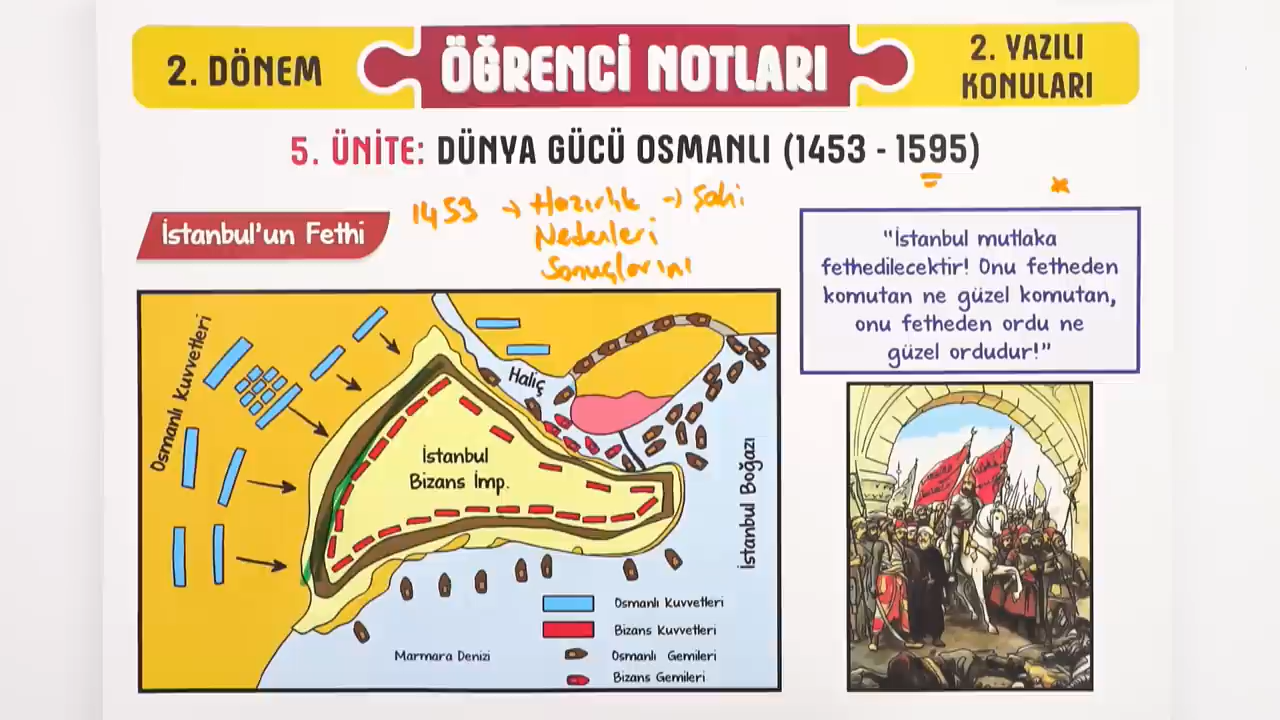 2. DÖNEM
ÖĞRENCİ NOTLARI
2. YAZILI
KONULARI
5. ÜNİTE: DÜNYA GÜCÜ OSMANLI (1453 - 1595)
İstanbul'un Fethi
1453 → Hazırlık → Şahi
Nedenleri
Sonuçlarını
"İstanbul mutlaka
fethedilecektir! Onu fetheden
komutan ne güzel komutan,
onu fetheden ordu ne
güzel ordudur!"
Osmanlı Kuvvetleri
Haliç
İstanbul
Bizans İmp.
İstanbul Boğazı
Osmanlı Kuvvetleri
Bizans Kuvvetleri
Osmanlı Gemileri
Bizans Gemileri
Marmara Denizi